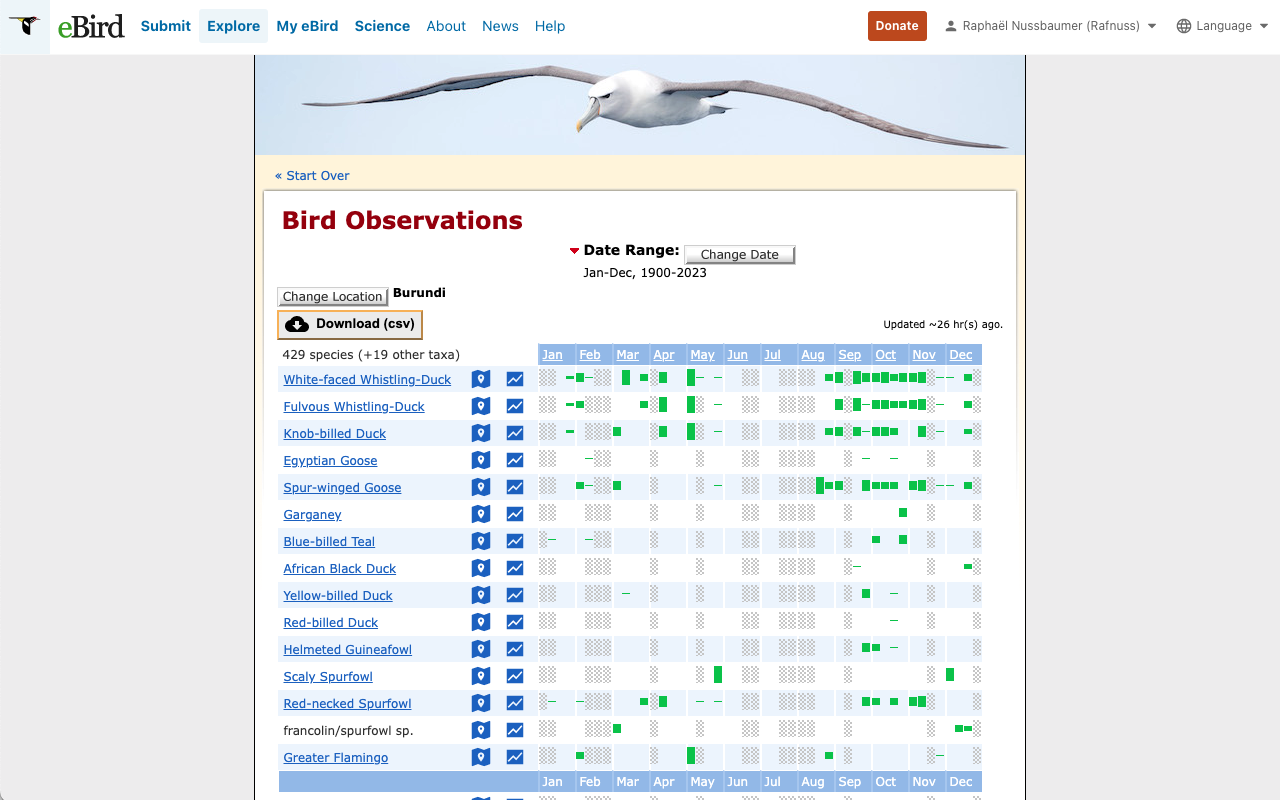 eBird Submit Explore My eBird Science About News Help Donate Raphaël Nussbaumer (Rafnuss) Language
« Start Over
Bird Observations
Date Range: Change Date
Jan-Dec, 1900-2023
Change Location Burundi
Download (csv) Updated ~26 hr(s) ago.
429 species (+19 other taxa) Jan Feb Mar Apr May Jun Jul Aug Sep Oct Nov Dec
White-faced Whistling-Duck
Fulvous Whistling-Duck
Knob-billed Duck
Egyptian Goose
Spur-winged Goose
Garganey
Blue-billed Teal
African Black Duck
Yellow-billed Duck
Red-billed Duck
Helmeted Guineafowl
Scaly Spurfowl
Red-necked Spurfowl
francolin/spurfowl sp.
Greater Flamingo
Jan Feb Mar Apr May Jun Jul Aug Sep Oct Nov Dec